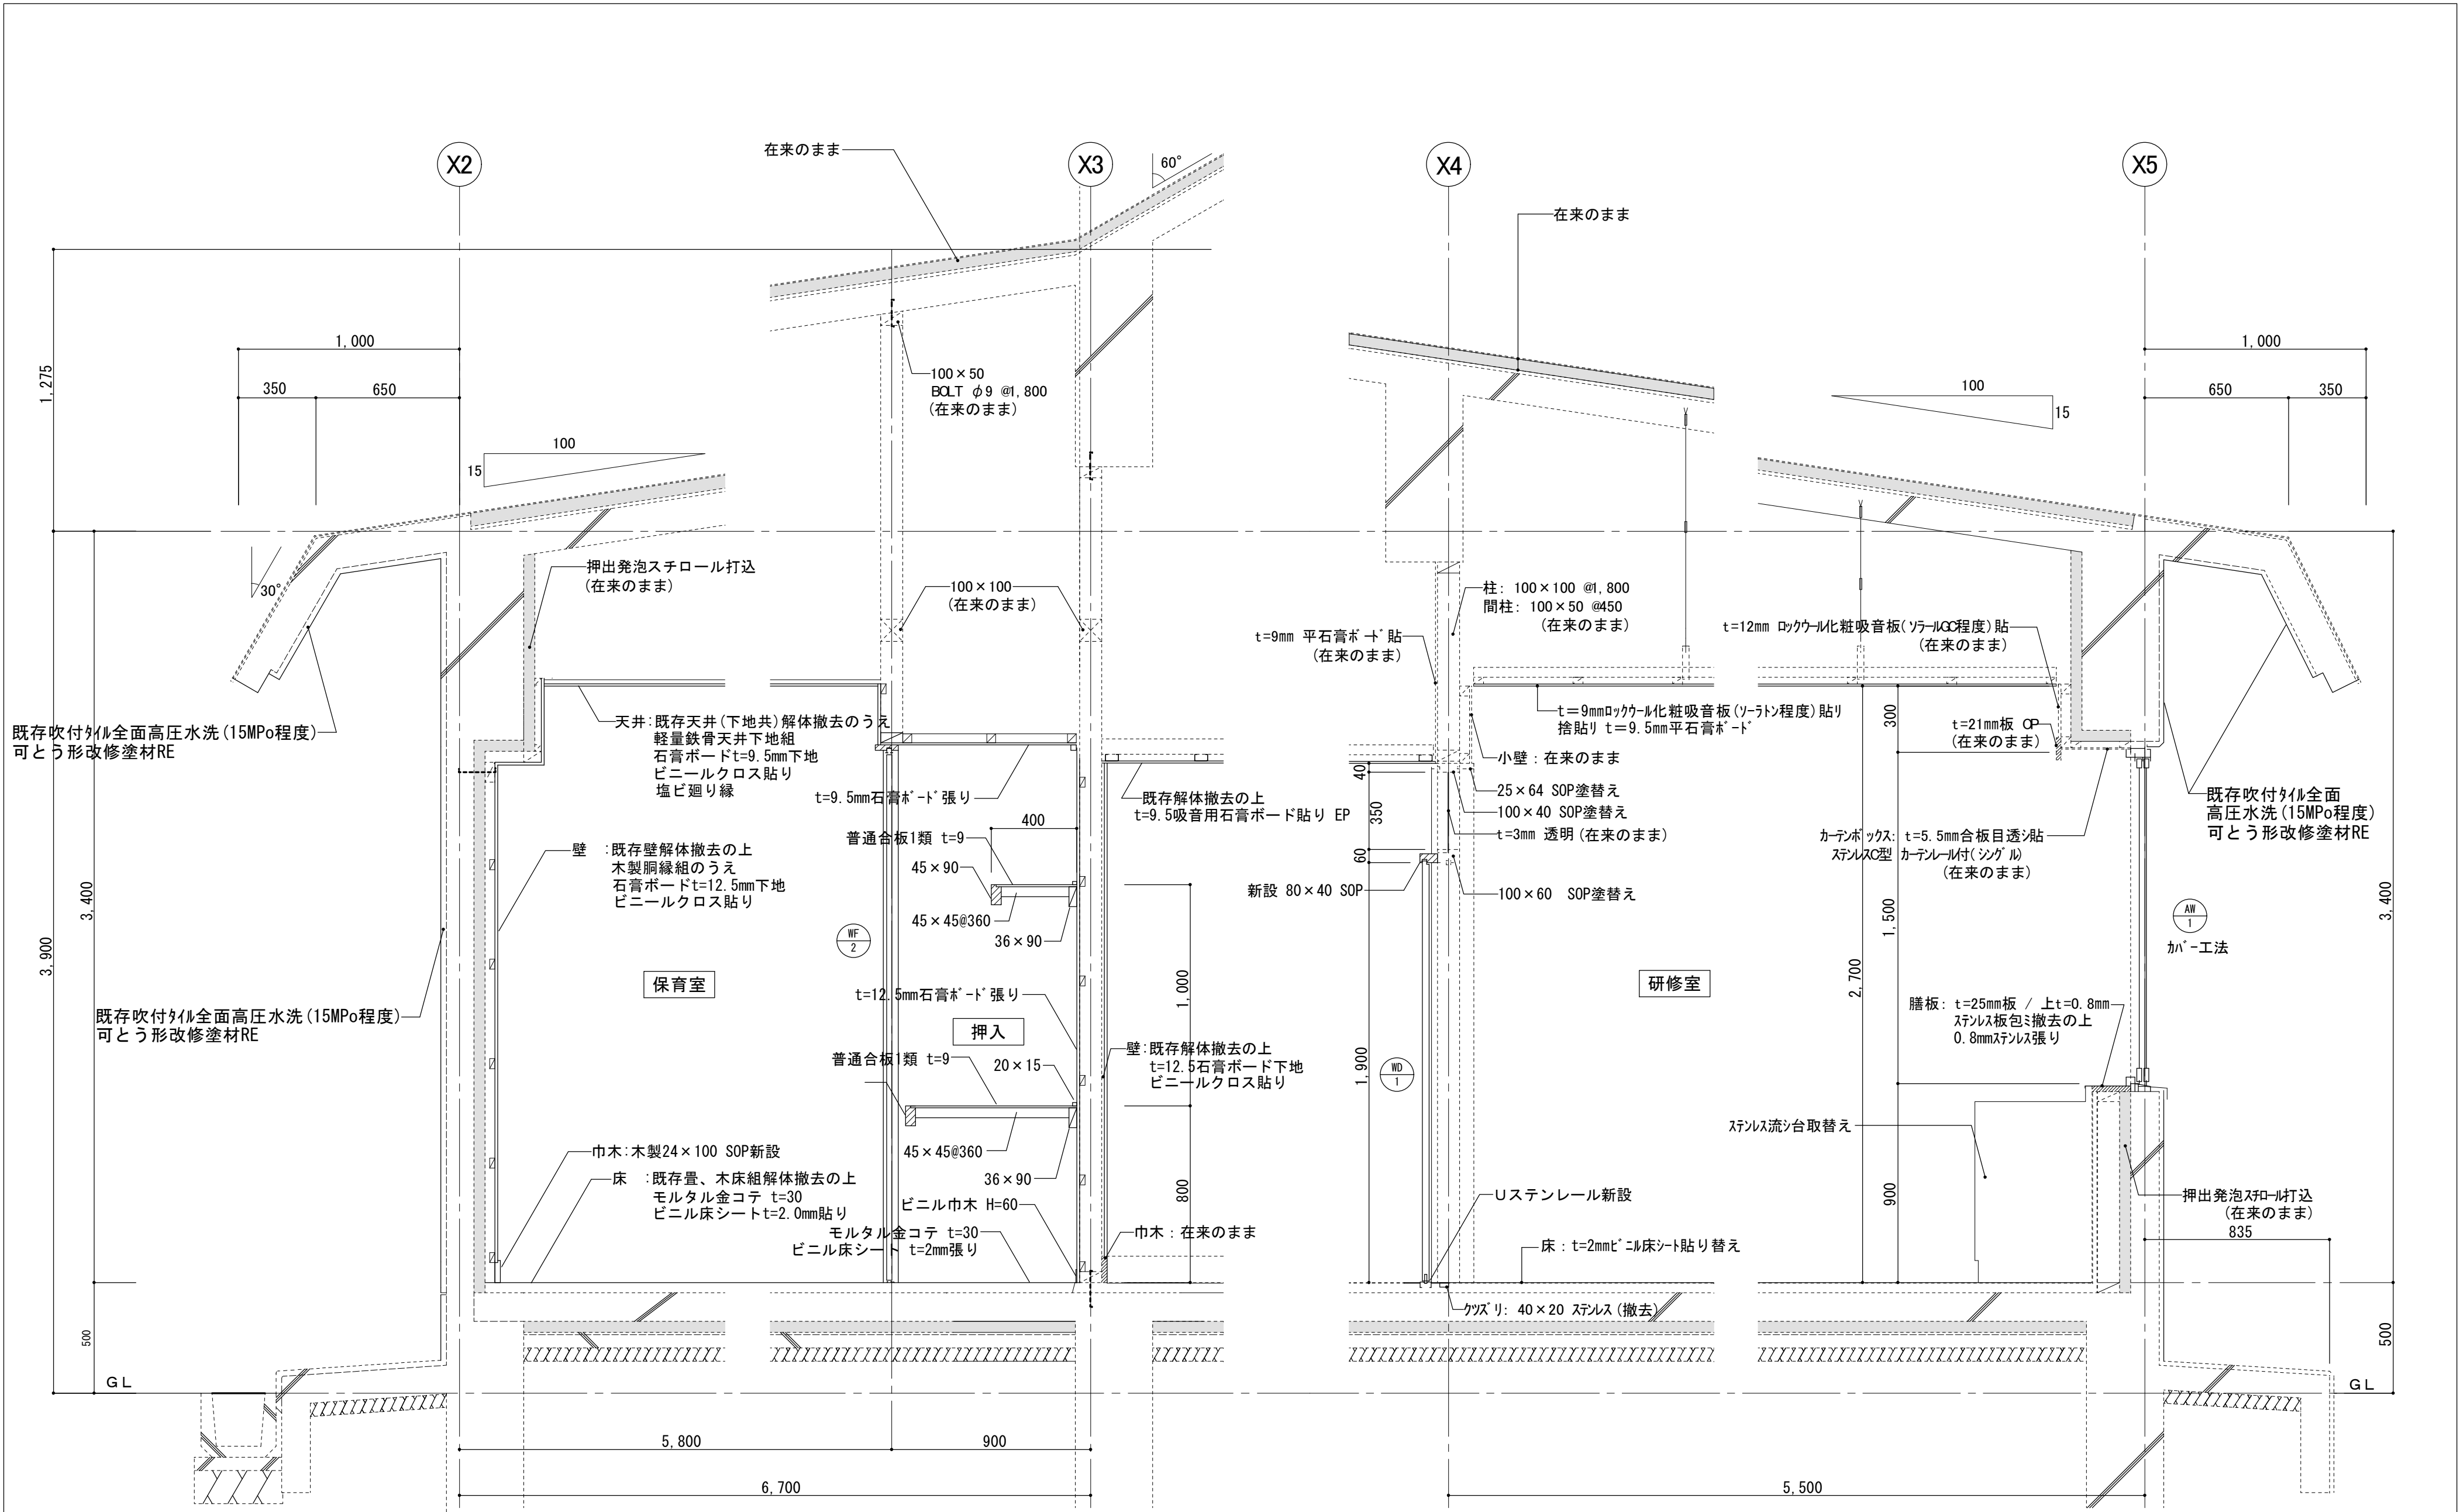 X2
X3
X4
X5
在来のまま
60°
在来のまま
1,275
1,000
350
650
100
15
100×50
BOLT φ9 @1,800
(在来のまま)
1,000
650
350
100
15
30°
押出発泡スチロール打込
(在来のまま)
100×100
(在来のまま)
柱: 100×100 @1,800
間柱: 100×50 @450
(在来のまま)
t=9mm 平石膏ボード貼
(在来のまま)
t=12mm ロックウール化粧吸音板(ソラールGC程度)貼
(在来のまま)
既存吹付タイル全面高圧水洗(15MPo程度)
可とう形改修塗材RE
天井:既存天井(下地共)解体撤去のうえ
軽量鉄骨天井下地組
石膏ボードt=9.5mm下地
ビニールクロス貼り
塩ビ廻り縁
t=9.5mm石膏ボード張り
既存解体撤去の上
t=9.5吸音用石膏ボード貼り EP
t=9mmロックウール化粧吸音板(ソーラトン程度)貼り
捨貼り t=9.5mm平石膏ボード
小壁:在来のまま
25×64 SOP塗替え
100×40 SOP塗替え
t=3mm 透明(在来のまま)
100×60 SOP塗替え
新設 80×40 SOP
40
350
60
300
t=21mm板 OP
(在来のまま)
カーテンボックス: t=5.5mm合板目透シ貼
ステンレスC型 カーテンレール付(シングル)
(在来のまま)
既存吹付タイル全面
高圧水洗(15MPo程度)
可とう形改修塗材RE
400
普通合板1類 t=9
45×90
45×45@360
36×90
壁 :既存壁解体撤去の上
木製胴縁組のうえ
石膏ボードt=12.5mm下地
ビニールクロス貼り
3,400
3,900
WF
2
保育室
t=12.5mm石膏ボード張り
押入
1,000
普通合板1類 t=9
20×15
壁:既存解体撤去の上
t=12.5石膏ボード下地
ビニールクロス貼り
1,900
WD
1
研修室
2,700
1,500
AW
1
カバー工法
3,400
膳板: t=25mm板 / 上t=0.8mm
ステンレス板包ミ撤去の上
0.8mmステンレス張り
既存吹付タイル全面高圧水洗(15MPo程度)
可とう形改修塗材RE
ステンレス流シ台取替え
45×45@360
36×90
800
900
巾木:木製24×100 SOP新設
床 :既存畳、木床組解体撤去の上
モルタル金コテ t=30
ビニル床シートt=2.0mm貼り
ビニル巾木 H=60
モルタル金コテ t=30
ビニル床シート t=2mm張り
巾木:在来のまま
Uステンレール新設
床:t=2mmビニル床シート貼り替え
押出発泡スチロール打込
(在来のまま)
835
クツズリ: 40×20 ステンレス(撤去)
500
500
GL
GL
5,800
900
6,700
5,500